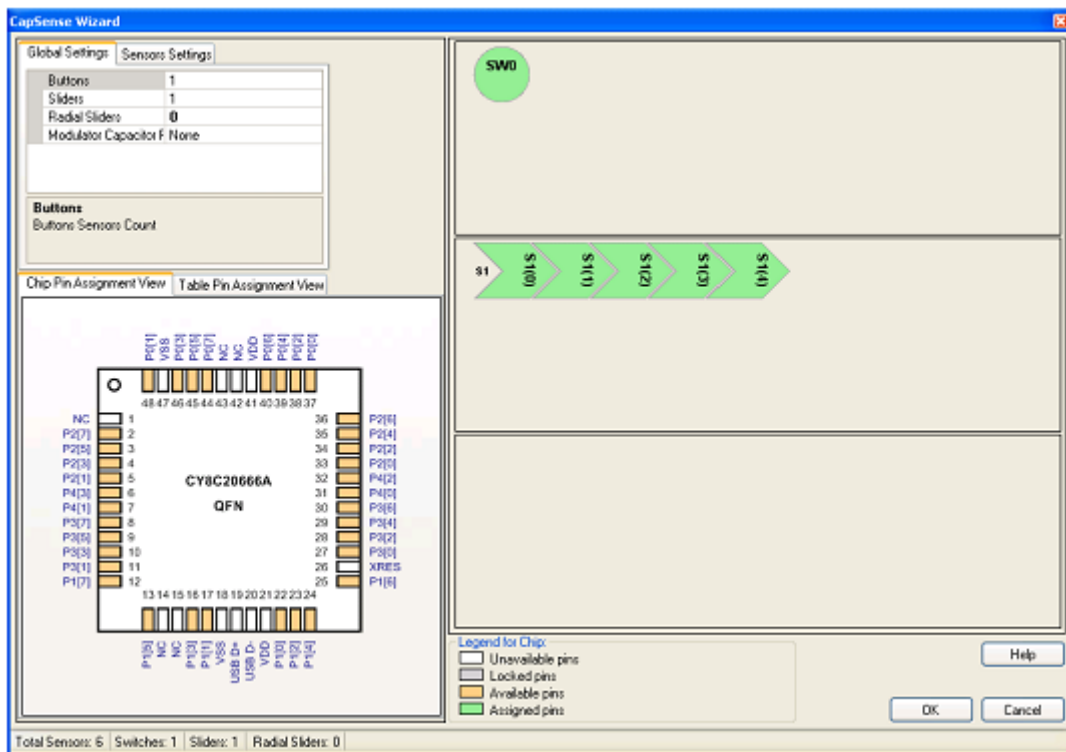 CapSense Wizard
Global Settings
Sensors Settings
Buttons 1
Sliders 1
Radial Sliders 0
Modulator Capacitor F None
Buttons
Buttons Sensors Count
Chip Pin Assignment View
Table Pin Assignment View
P0[1] VSS P0[3] P0[5] P0[7] NC NC VDD P0[6] P0[4] P0[2] P0[0]
48 47 46 45 44 43 42 41 40 39 38 37
NC 1 36 P2[6]
P2[7] 2 35 P2[4]
P2[5] 3 34 P2[2]
P2[3] 4 33 P2[0]
P2[1] 5 32 P4[2]
P4[3] 6 31 P4[0]
P4[1] 7 30 P3[6]
P3[7] 8 29 P3[4]
P3[5] 9 28 P3[2]
P3[3] 10 27 P3[0]
P3[1] 11 26 XRES
P1[7] 12 25 P1[6]
CY8C20666A
QFN
13 14 15 16 17 18 19 20 21 22 23 24
P1[5] NC NC P1[3] P1[1] VSS USB D+ USB D- VDD P1[0] P1[2] P1[4]
SW0
S1 S1(0) S1(1) S1(2) S1(3) S1(4)
Legend for Chip:
Unavailable pins
Locked pins
Available pins
Assigned pins
Help
OK
Cancel
Total Sensors: 6 Switches: 1 Sliders: 1 Radial Sliders: 0